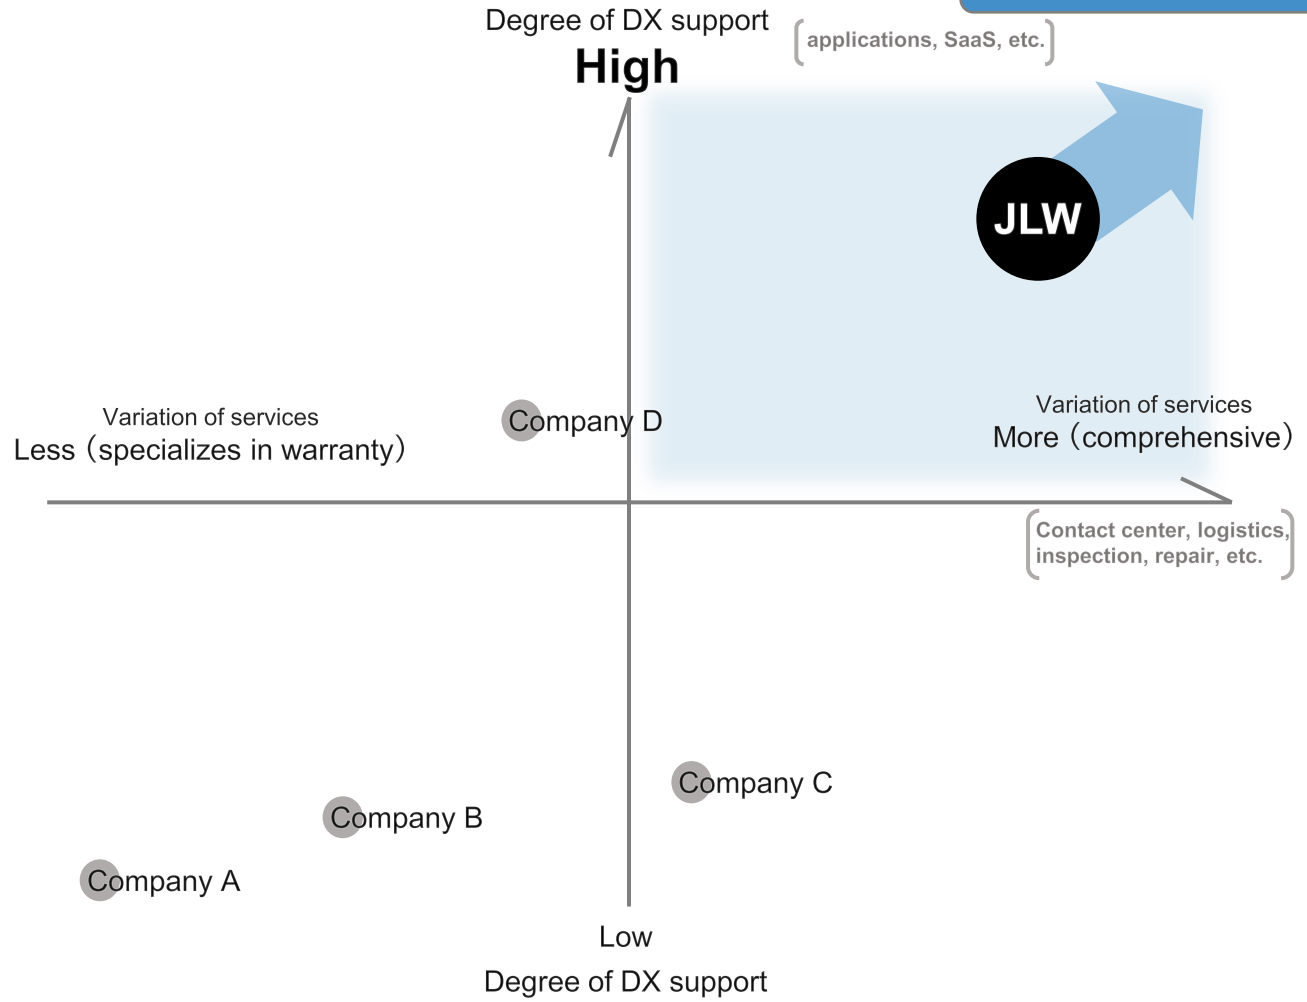 Degree of DX support
High
applications, SaaS, etc.
JLW
Company D
Variation of services
Less（specializes in warranty）
Variation of services
More（comprehensive）
Contact center, logistics,
inspection, repair, etc.
Company C
Company B
Company A
Low
Degree of DX support